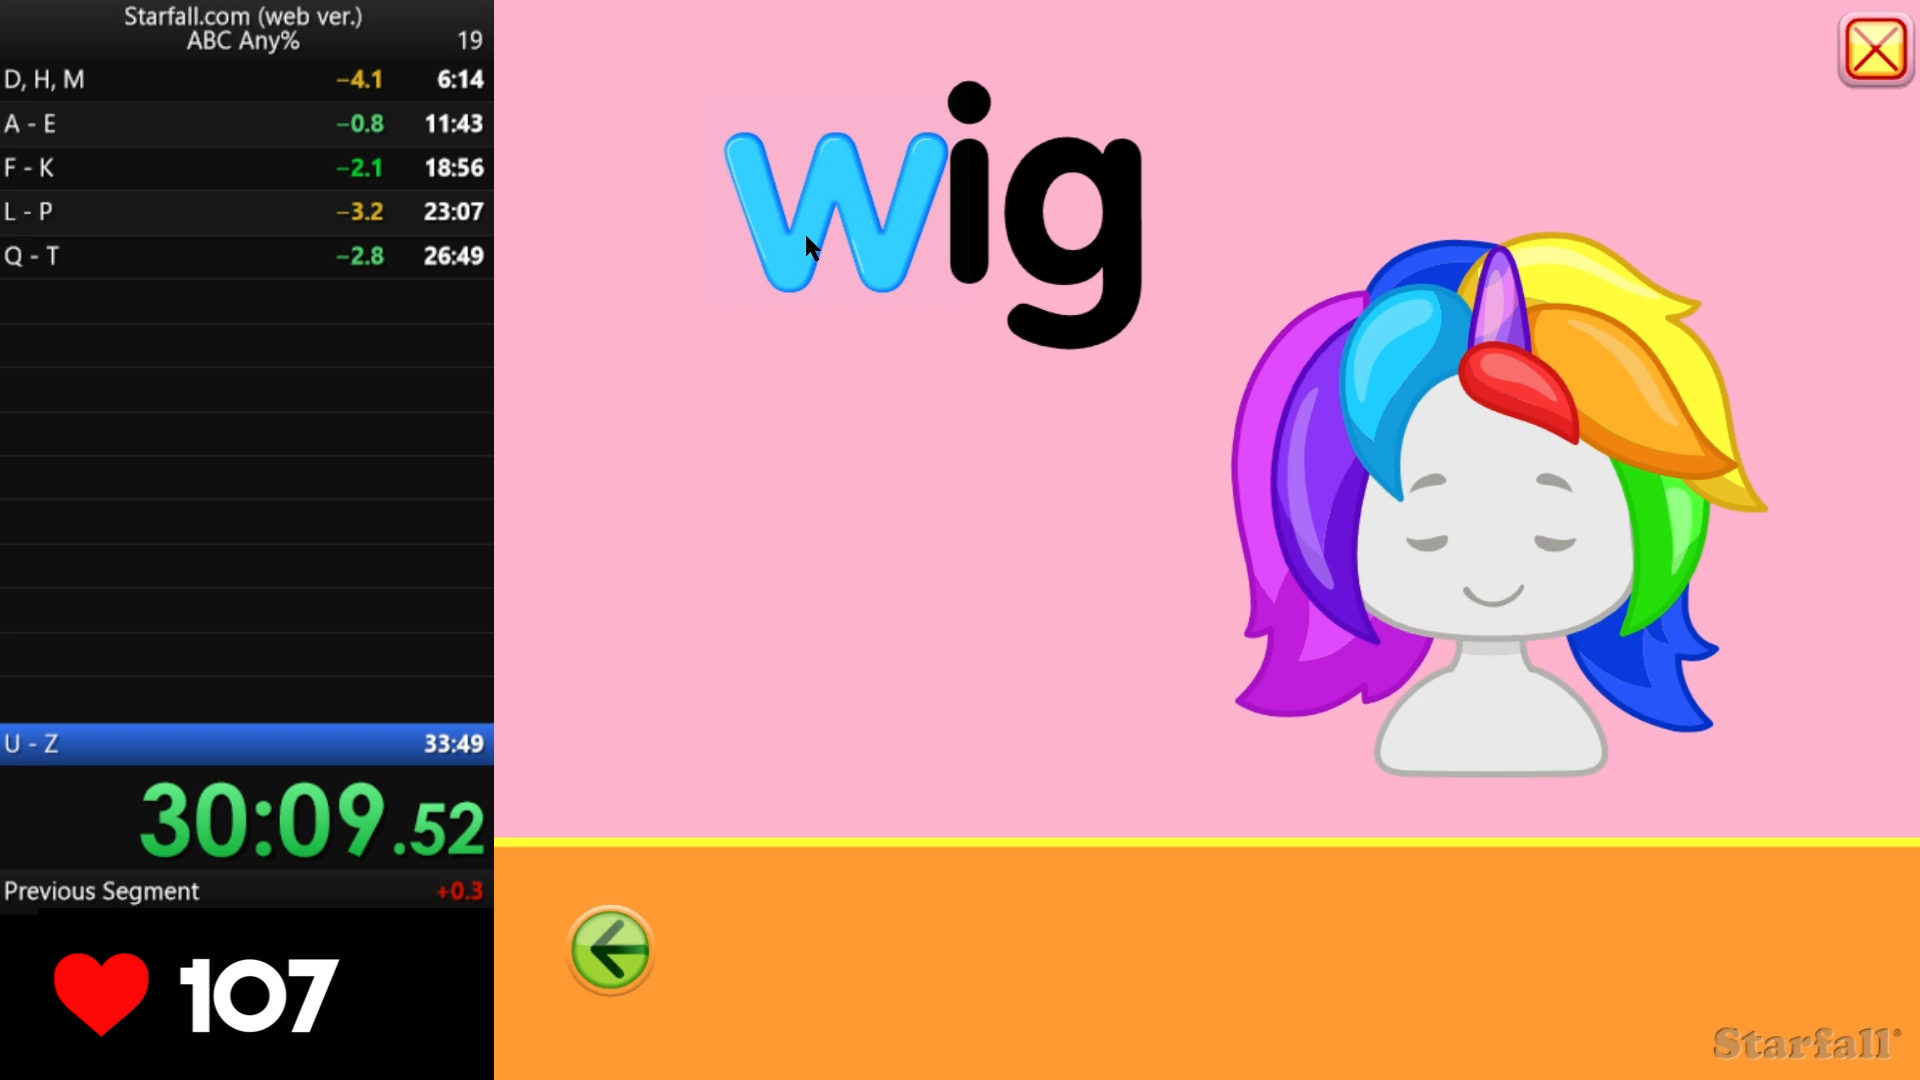 Starfall.com (web ver.)
ABC Any% 19
D, H, M −4.1 6:14
A - E −0.8 11:43
F - K −2.1 18:56
L - P −3.2 23:07
Q - T −2.8 26:49
U - Z 33:49
30:09.52
Previous Segment +0.3
107
wig
Starfall®